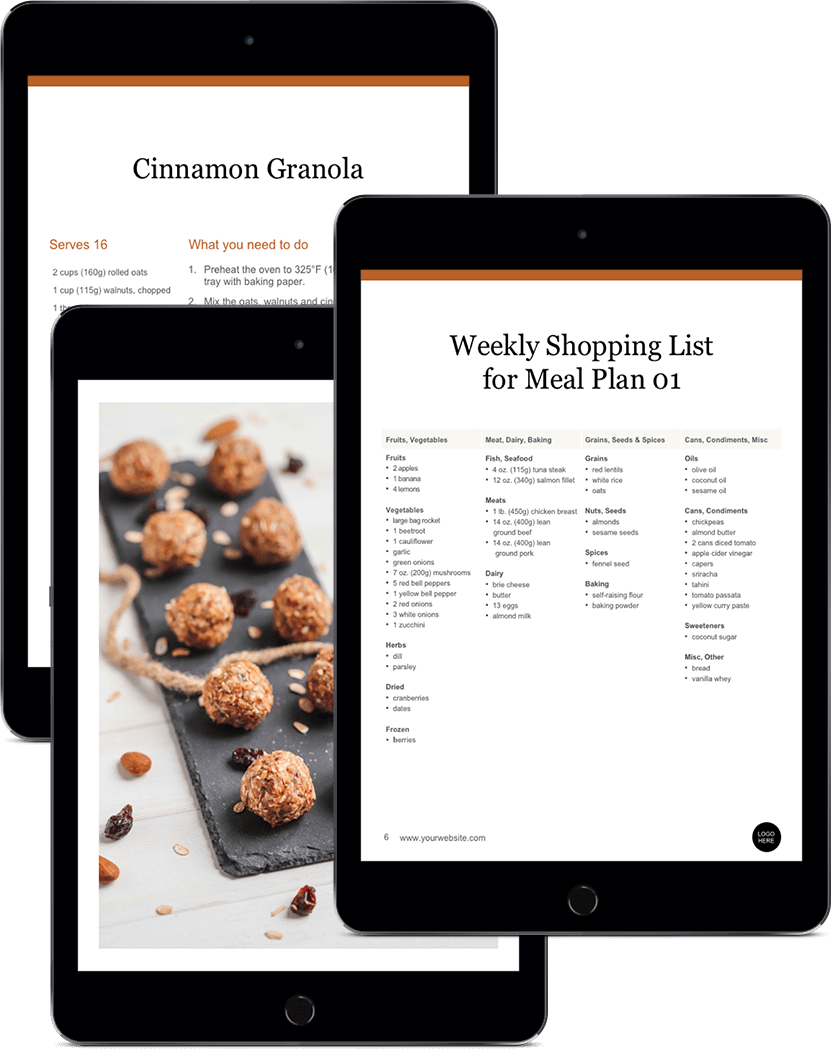 Cinnamon Granola
Serves 16
2 cups (160g) rolled oats
1 cup (115g) walnuts, chopped
1
What you need to do
1. Preheat the oven to 325°F
tray with baking paper.
2. Mix the oats, walnuts and
Weekly Shopping List
for Meal Plan 01
Fruits, Vegetables
Fruits
• 2 apples
• 1 banana
• 4 lemons
Vegetables
• large bag rocket
• 1 beetroot
• 1 cauliflower
• garlic
• green onions
• 7 oz. (200g) mushrooms
• 5 red bell peppers
• 1 yellow bell pepper
• 2 red onions
• 3 white onions
• 1 zucchini
Herbs
• dill
• parsley
Dried
• cranberries
• dates
Frozen
• berries
Meat, Dairy, Baking
Fish, Seafood
• 4 oz. (115g) tuna steak
• 12 oz. (340g) salmon fillet
Meats
• 1 lb. (450g) chicken breast
• 14 oz. (400g) lean
ground beef
• 14 oz. (400g) lean
ground pork
Dairy
• brie cheese
• butter
• 13 eggs
• almond milk
Grains, Seeds & Spices
Grains
• red lentils
• white rice
• oats
Nuts, Seeds
• almonds
• sesame seeds
Spices
• fennel seed
Baking
• self-raising flour
• baking powder
Cans, Condiments, Misc
Oils
• olive oil
• coconut oil
• sesame oil
Cans, Condiments
• chickpeas
• almond butter
• 2 cans diced tomato
• apple cider vinegar
• capers
• sriracha
• tahini
• tomato passata
• yellow curry paste
Sweeteners
• coconut sugar
Misc, Other
• bread
• vanilla whey
6 www.yourwebsite.com
LOGO
HERE